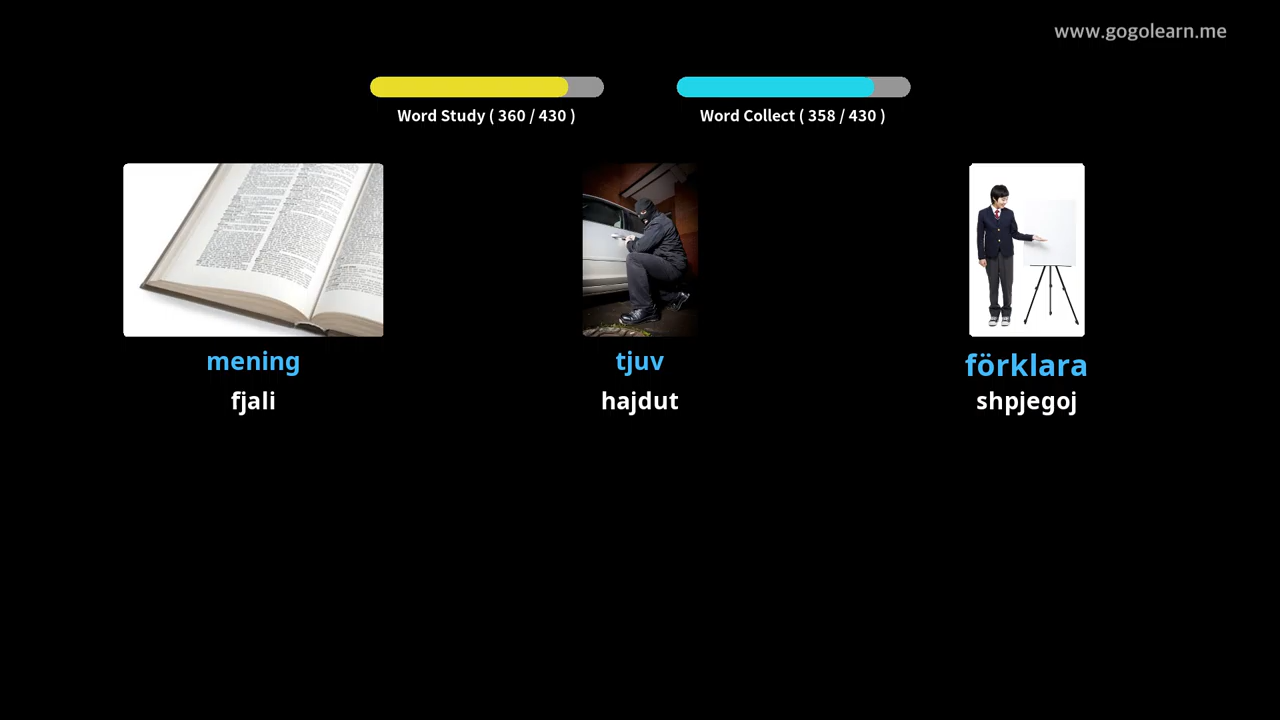 www.gogolearn.me
Word Study ( 360 / 430 )
Word Collect ( 358 / 430 )
mening
fjali
tjuv
hajdut
förklara
shpjegoj